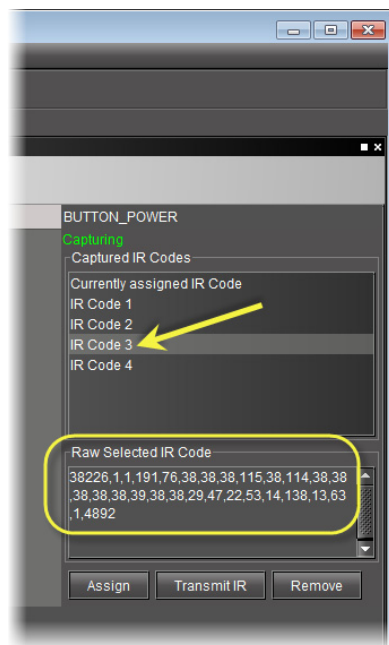 BUTTON_POWER
Capturing
Captured IR Codes
Currently assigned IR Code
IR Code 1
IR Code 2
IR Code 3
IR Code 4
Raw Selected IR Code
38226,1,1,191,76,38,38,38,115,38,114,38,38
,38,38,38,39,38,38,29,47,22,53,14,138,13,63
,1,4892
Assign Transmit IR Remove